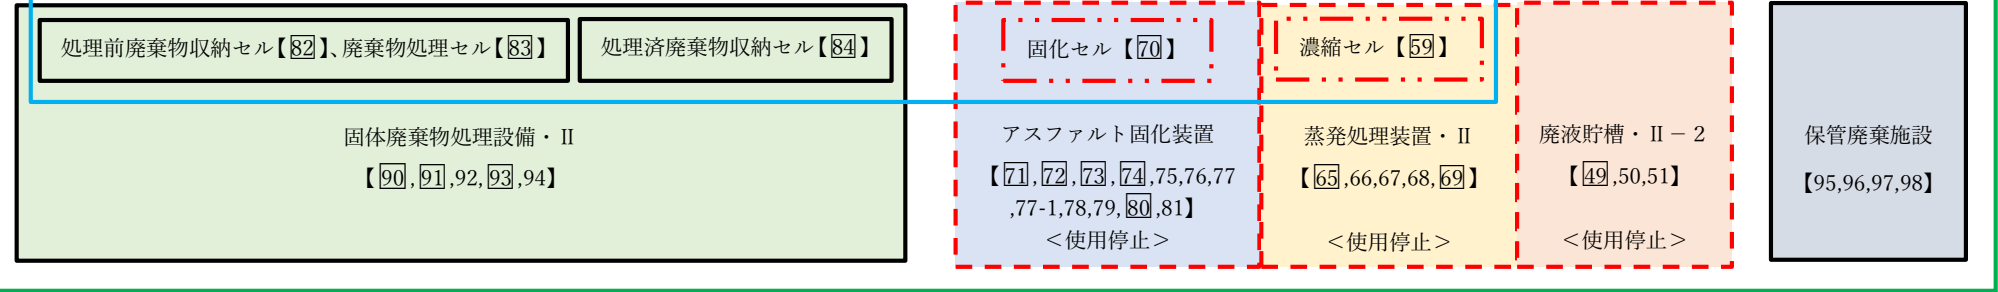 処理前廃棄物収納セル【82】、廃棄物処理セル【83】
処理済廃棄物収納セル【84】
固体廃棄物処理設備・Ⅱ
【90,91,92,93,94】
固化セル【70】
アスファルト固化装置
【71,72,73,74,75,76,77
,77-1,78,79,80,81】
＜使用停止＞
濃縮セル【59】
蒸発処理装置・Ⅱ
【65,66,67,68,69】
＜使用停止＞
廃液貯槽・Ⅱ－２
【49,50,51】
＜使用停止＞
保管廃棄施設
【95,96,97,98】